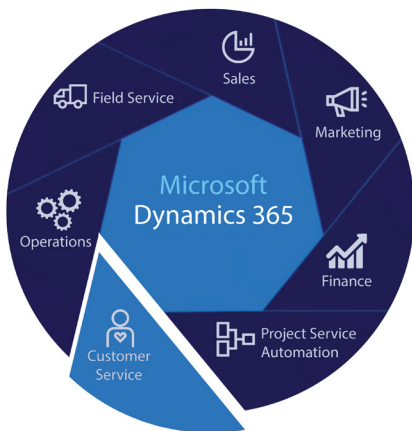 Microsoft
Dynamics 365
Sales
Marketing
Finance
Project Service
Automation
Customer
Service
Operations
Field Service